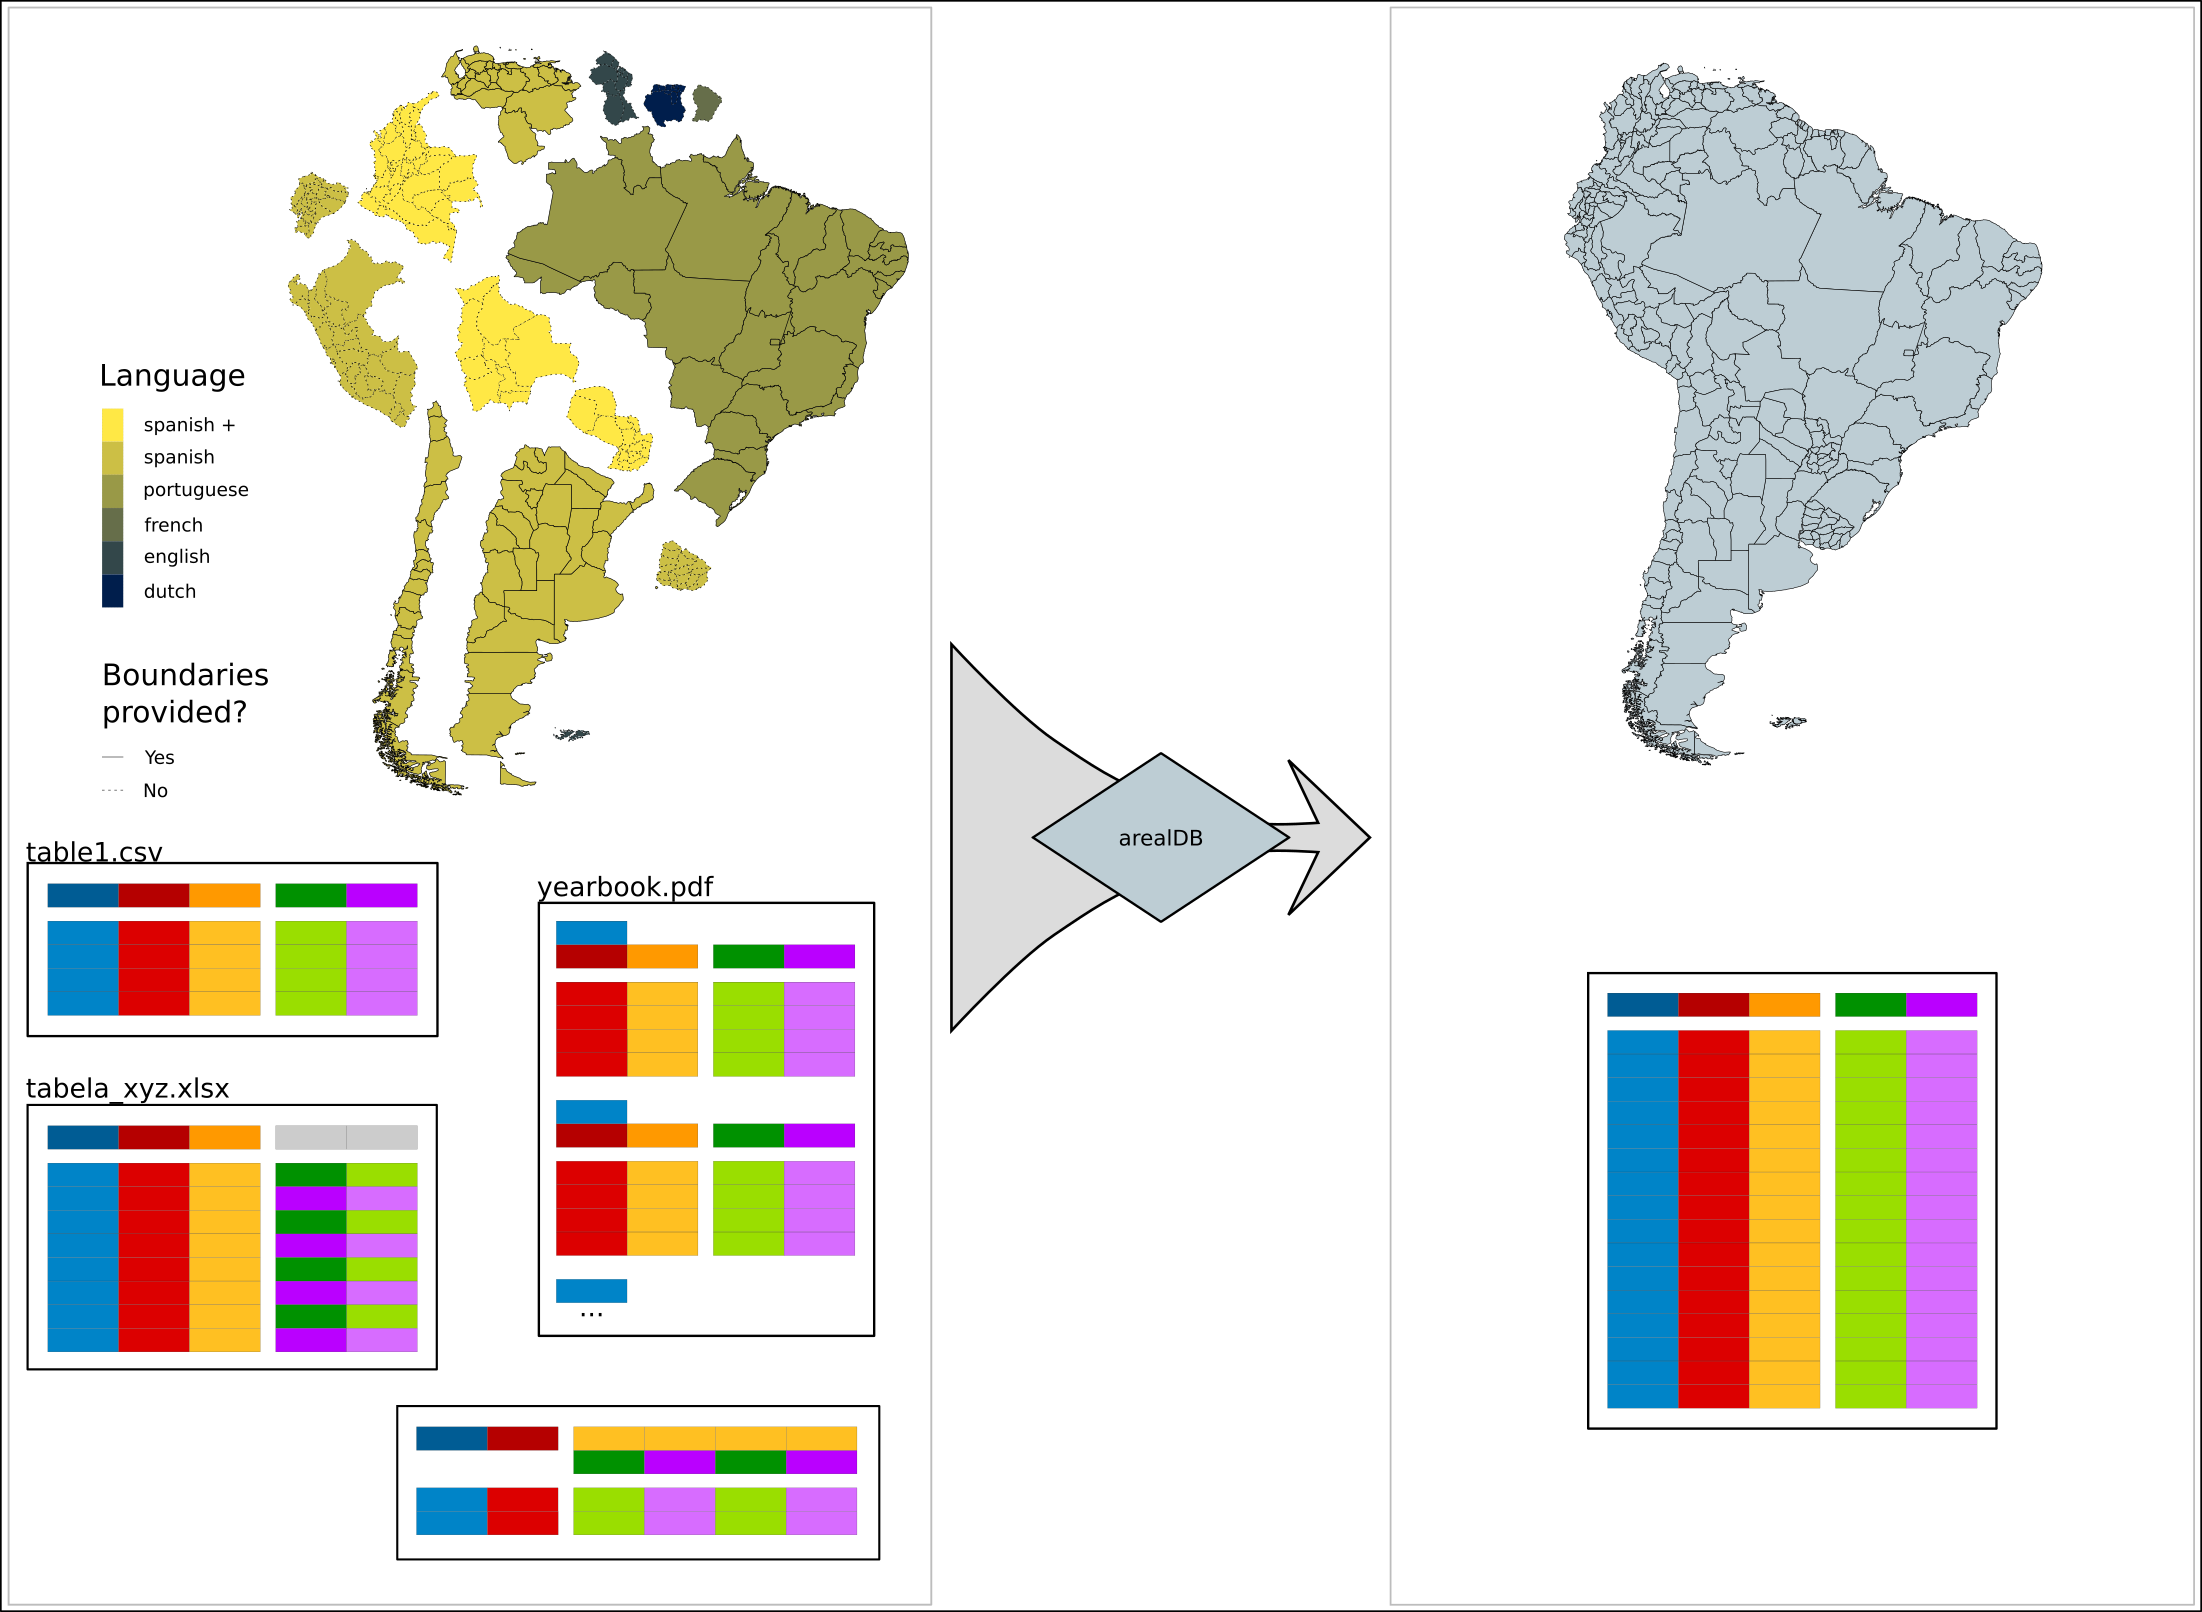 Language
spanish +
spanish
portuguese
french
english
dutch
Boundaries
provided?
Yes
No
table1.csv
yearbook.pdf
tabela_xyz.xlsx
...
arealDB